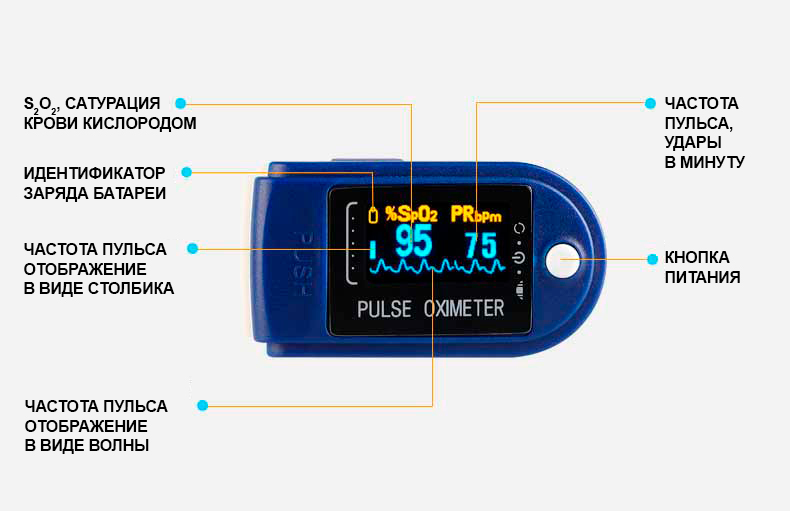 S₂O₂, САТУРАЦИЯ
КРОВИ КИСЛОРОДОМ
ИДЕНТИФИКАТОР
ЗАРЯДА БАТАРЕИ
ЧАСТОТА ПУЛЬСА
ОТОБРАЖЕНИЕ
В ВИДЕ СТОЛБИКА
ЧАСТОТА ПУЛЬСА
ОТОБРАЖЕНИЕ
В ВИДЕ ВОЛНЫ
PUSH
%SpO2 PRbpm
95 75
PULSE OXIMETER
ЧАСТОТА
ПУЛЬСА,
УДАРЫ
В МИНУТУ
КНОПКА
ПИТАНИЯ